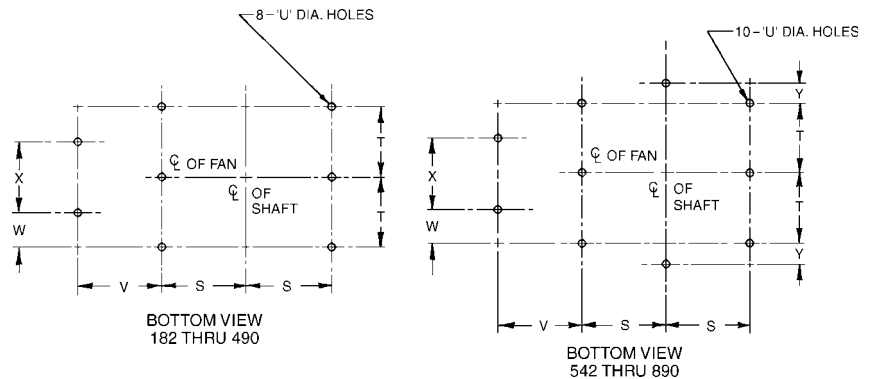 8-'U' DIA. HOLES
T
T
X
W
℄ OF FAN
℄ OF
SHAFT
V
S
S
BOTTOM VIEW
182 THRU 490
10-'U' DIA. HOLES
Y
T
T
Y
X
W
℄ OF FAN
℄ OF
SHAFT
V
S
S
BOTTOM VIEW
542 THRU 890